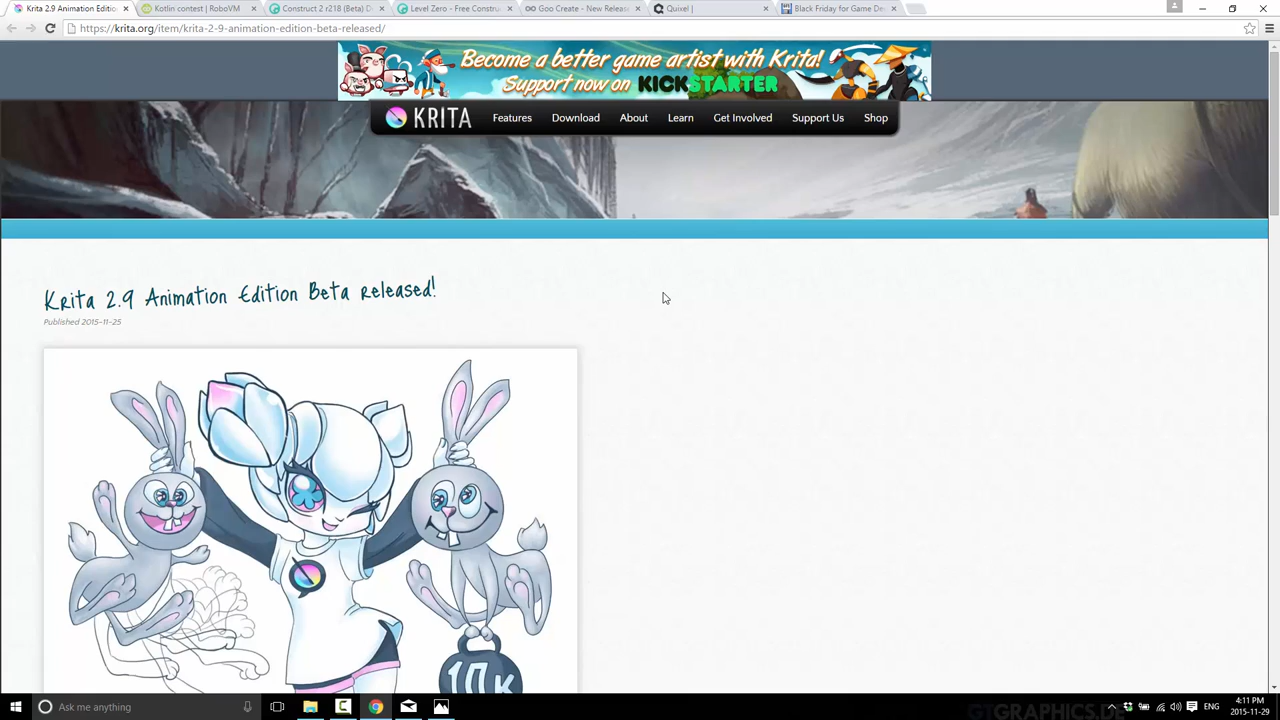 Krita 2.9 Animation Editio
Kotlin contest | RoboVM
Construct 2 r218 (Beta) D
Level Zero - Free Constru
Goo Create - New Release
Quixel |
Black Friday for Game De
https://krita.org/item/krita-2-9-animation-edition-beta-released/
Become a better game artist with Krita!
Support now on KICKSTARTER
KRITA
Features
Download
About
Learn
Get Involved
Support Us
Shop
Krita 2.9 Animation Edition Beta released!
Published 2015-11-25
10K
Ask me anything
ENG
4:11 PM
2015-11-29
GTGRAPHICS.DE